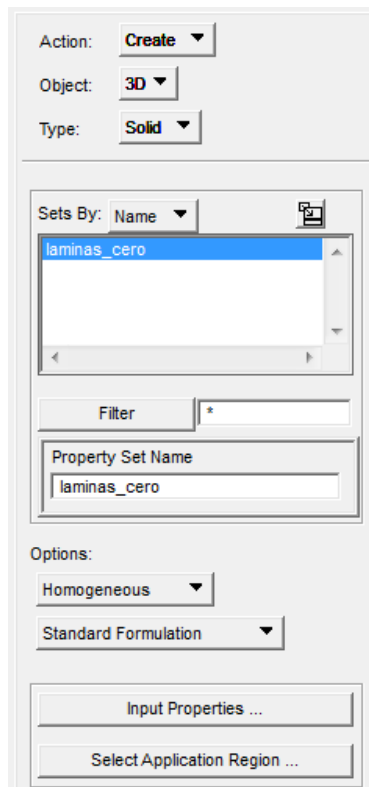 Action: Create
Object: 3D
Type: Solid
Sets By: Name
laminas_cero
Filter *
Property Set Name
laminas_cero
Options:
Homogeneous
Standard Formulation
Input Properties ...
Select Application Region ...